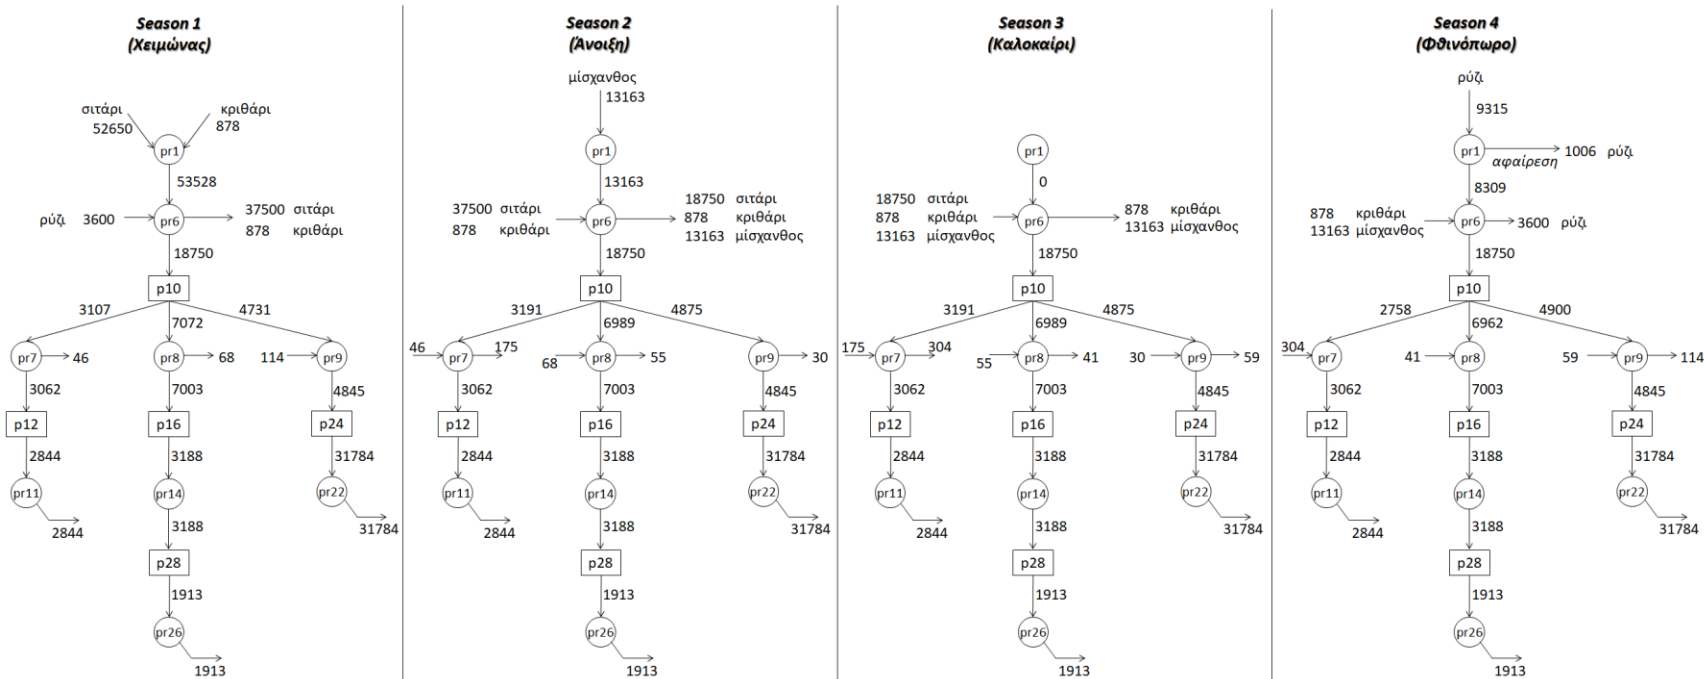 Season 1
(Χειμώνας)
σιτάρι
κριθάρι
52650
878
pr1
53528
ρύζι 3600
pr6
37500 σιτάρι
878 κριθάρι
18750
p10
3107
7072
4731
pr7
46
pr8
68
114
pr9
3062
7003
4845
p12
p16
p24
2844
3188
31784
pr11
pr14
pr22
2844
31784
3188
p28
1913
pr26
1913
Season 2
(Άνοιξη)
μίσχανθος
13163
pr1
13163
37500 σιτάρι
878 κριθάρι
pr6
18750 σιτάρι
878 κριθάρι
13163 μίσχανθος
18750
p10
3191
6989
4875
46
pr7
175
68
pr8
55
pr9
30
3062
7003
4845
p12
p16
p24
2844
3188
31784
pr11
pr14
pr22
2844
31784
3188
p28
1913
pr26
1913
Season 3
(Καλοκαίρι)
pr1
0
18750 σιτάρι
878 κριθάρι
13163 μίσχανθος
pr6
878 κριθάρι
13163 μίσχανθος
18750
p10
3191
6989
4875
175
pr7
304
55
pr8
41
30
pr9
59
3062
7003
4845
p12
p16
p24
2844
3188
31784
pr11
pr14
pr22
2844
31784
3188
p28
1913
pr26
1913
Season 4
(Φθινόπωρο)
ρύζι
9315
pr1
αφαίρεση
1006 ρύζι
8309
878 κριθάρι
13163 μίσχανθος
pr6
3600 ρύζι
18750
p10
2758
6962
4900
304
pr7
41
pr8
59
pr9
114
3062
7003
4845
p12
p16
p24
2844
3188
31784
pr11
pr14
pr22
2844
31784
3188
p28
1913
pr26
1913